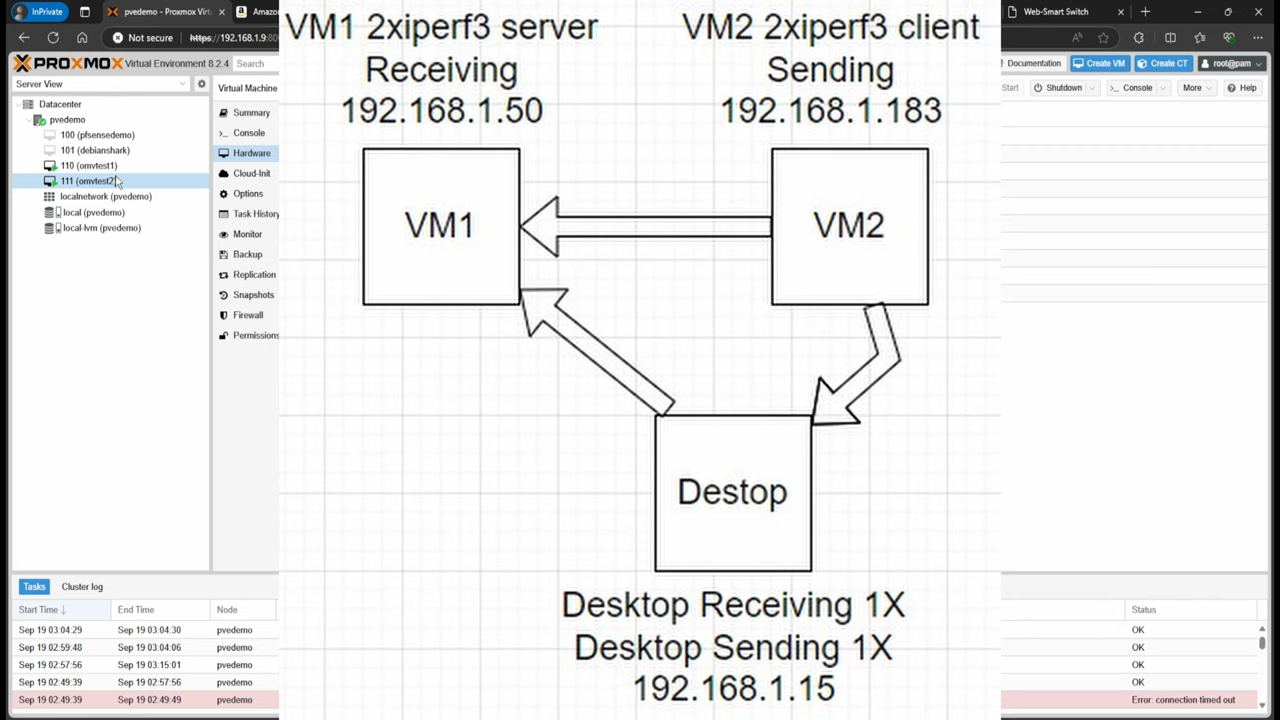 InPrivate
pvedemo - Proxmox Virt
Amazo
Web-Smart Switch
Not secure
https://192.168.1.9:80
PROXMOX Virtual Environment 8.2.4
Search
Documentation
Create VM
Create CT
root@pam
Server View
Virtual Machine
Start
Shutdown
Console
More
Help
Datacenter
pvedemo
100 (pfsensedemo)
101 (debianshark)
110 (omvtest1)
111 (omvtest2)
localnetwork (pvedemo)
local (pvedemo)
local-lvm (pvedemo)
Summary
Console
Hardware
Cloud-Init
Options
Task History
Monitor
Backup
Replication
Snapshots
Firewall
Permissions
VM1 2xiperf3 server
Receiving
192.168.1.50
VM2 2xiperf3 client
Sending
192.168.1.183
VM1
VM2
Destop
Desktop Receiving 1X
Desktop Sending 1X
192.168.1.15
Tasks
Cluster log
Start Time
End Time
Node
Status
Sep 19 03:04:29
Sep 19 03:04:30
pvedemo
OK
Sep 19 02:59:48
Sep 19 03:04:06
pvedemo
OK
Sep 19 02:57:56
Sep 19 03:15:01
pvedemo
OK
Sep 19 02:49:39
Sep 19 02:57:56
pvedemo
OK
Sep 19 02:49:39
Sep 19 02:49:49
pvedemo
Error: connection timed out